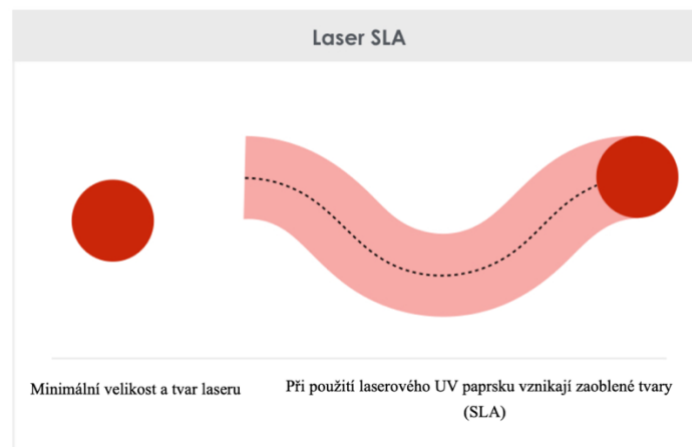 Laser SLA
Minimální velikost a tvar laseru
Při použití laserového UV paprsku vznikají zaoblené tvary
(SLA)